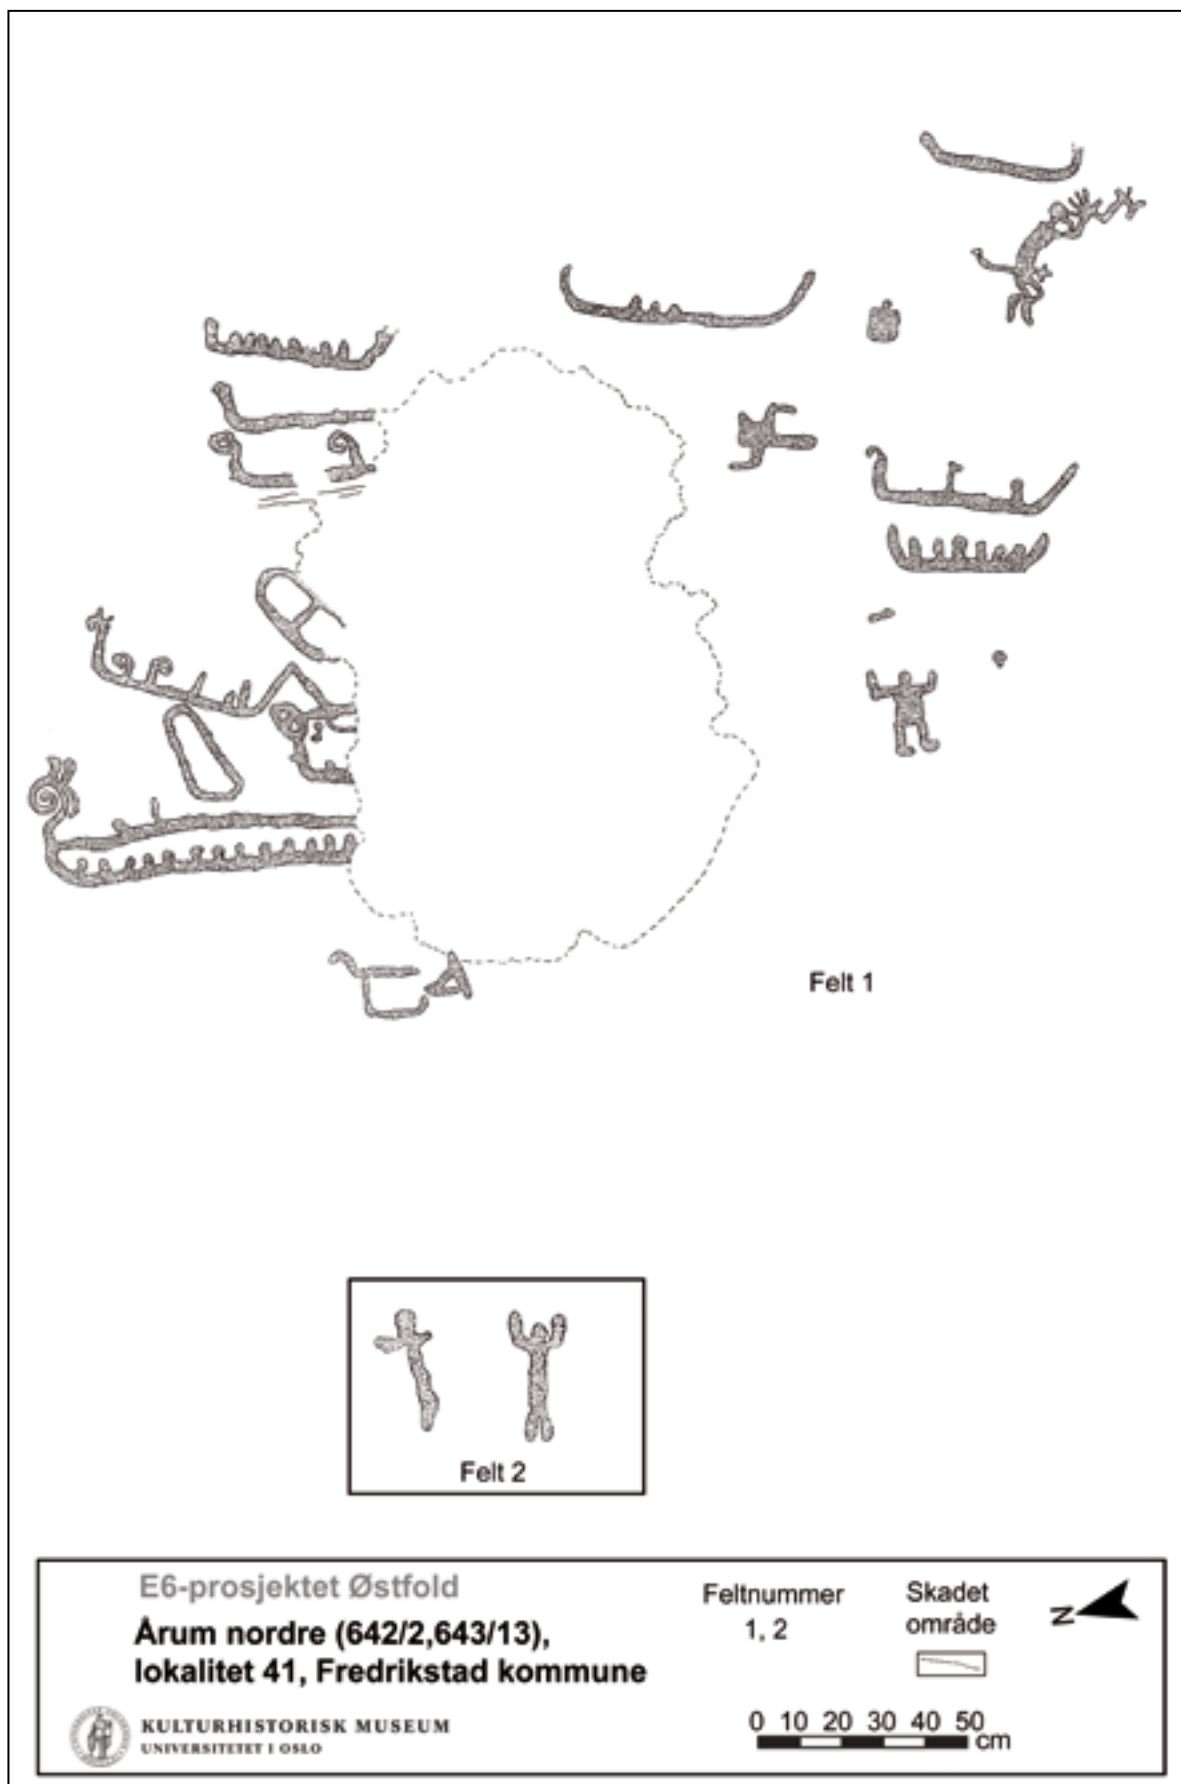 Felt 1
Felt 2
E6-prosjektet Østfold
Årum nordre (642/2,643/13),
lokalitet 41, Fredrikstad kommune
KULTURHISTORISK MUSEUM
UNIVERSITETET I OSLO
Feltnummer
1, 2
Skadet
område
N
0 10 20 30 40 50
cm